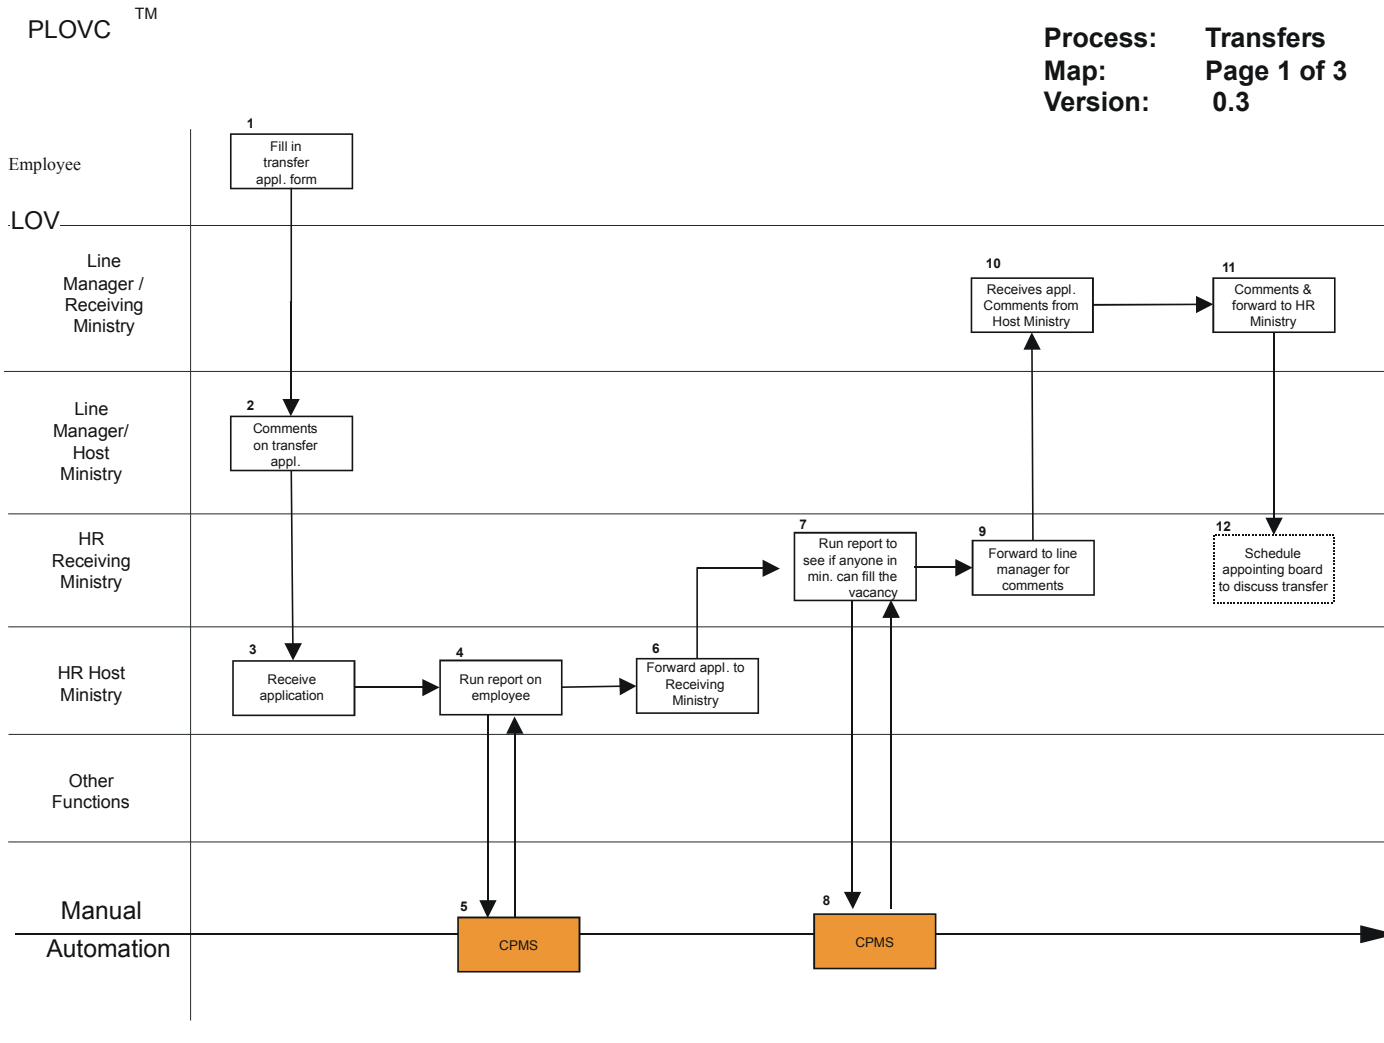 PLOVC TM
Process: Transfers
Map: Page 1 of 3
Version: 0.3
Employee
1
Fill in
transfer
appl. form
LOV
Line
Manager /
Receiving
Ministry
10
Receives appl.
Comments from
Host Ministry
11
Comments &
forward to HR
Ministry
Line
Manager/
Host
Ministry
2
Comments
on transfer
appl.
HR
Receiving
Ministry
7
Run report to
see if anyone in
min. can fill the
vacancy
9
Forward to line
manager for
comments
12
Schedule
appointing board
to discuss transfer
HR Host
Ministry
3
Receive
application
4
Run report on
employee
6
Forward appl. to
Receiving
Ministry
Other
Functions
Manual
Automation
5
CPMS
8
CPMS